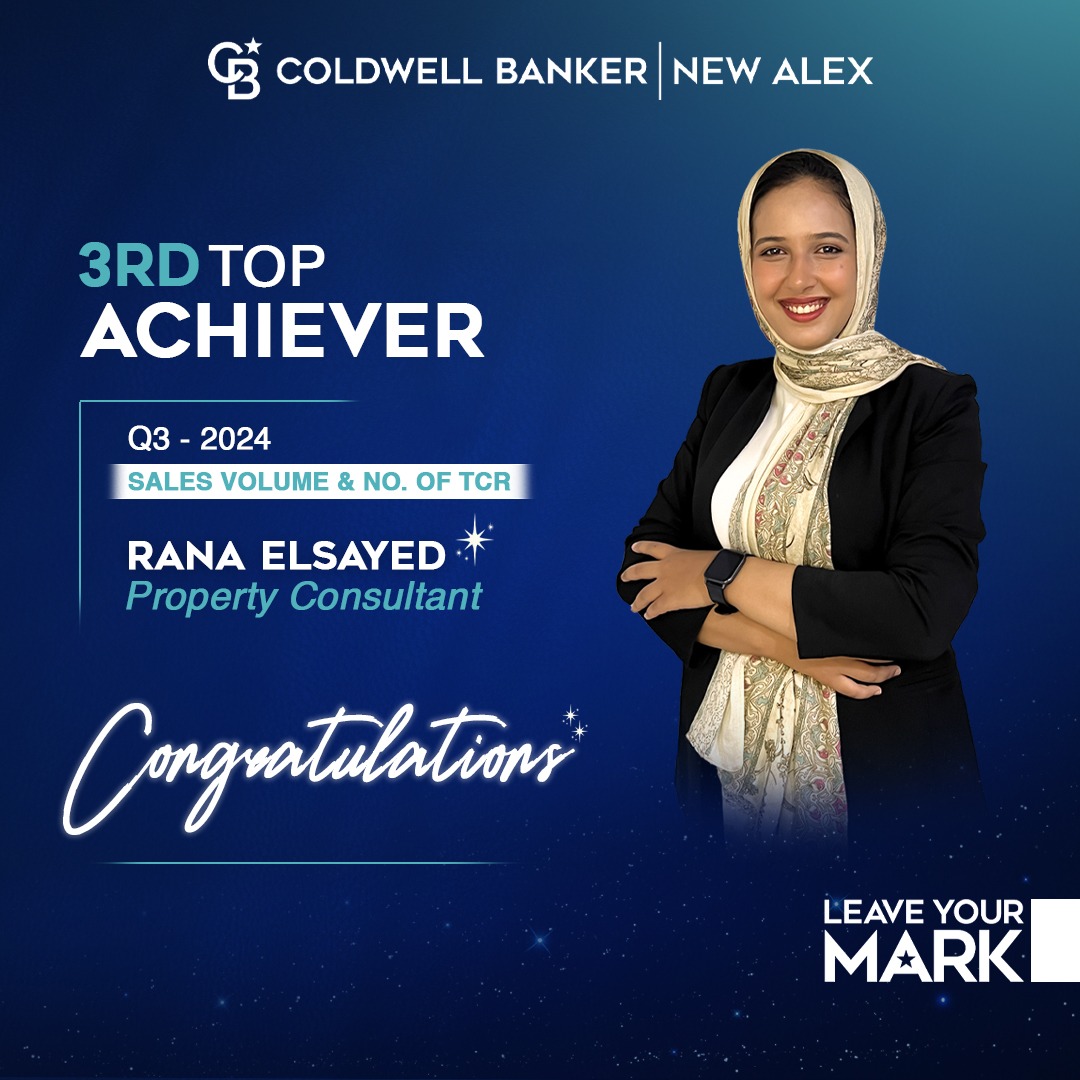 CB COLDWELL BANKER | NEW ALEX
3RD TOP
ACHIEVER
Q3 - 2024
SALES VOLUME & NO. OF TCR
RANA ELSAYED
Property Consultant
Congratulations
LEAVE YOUR
MARK